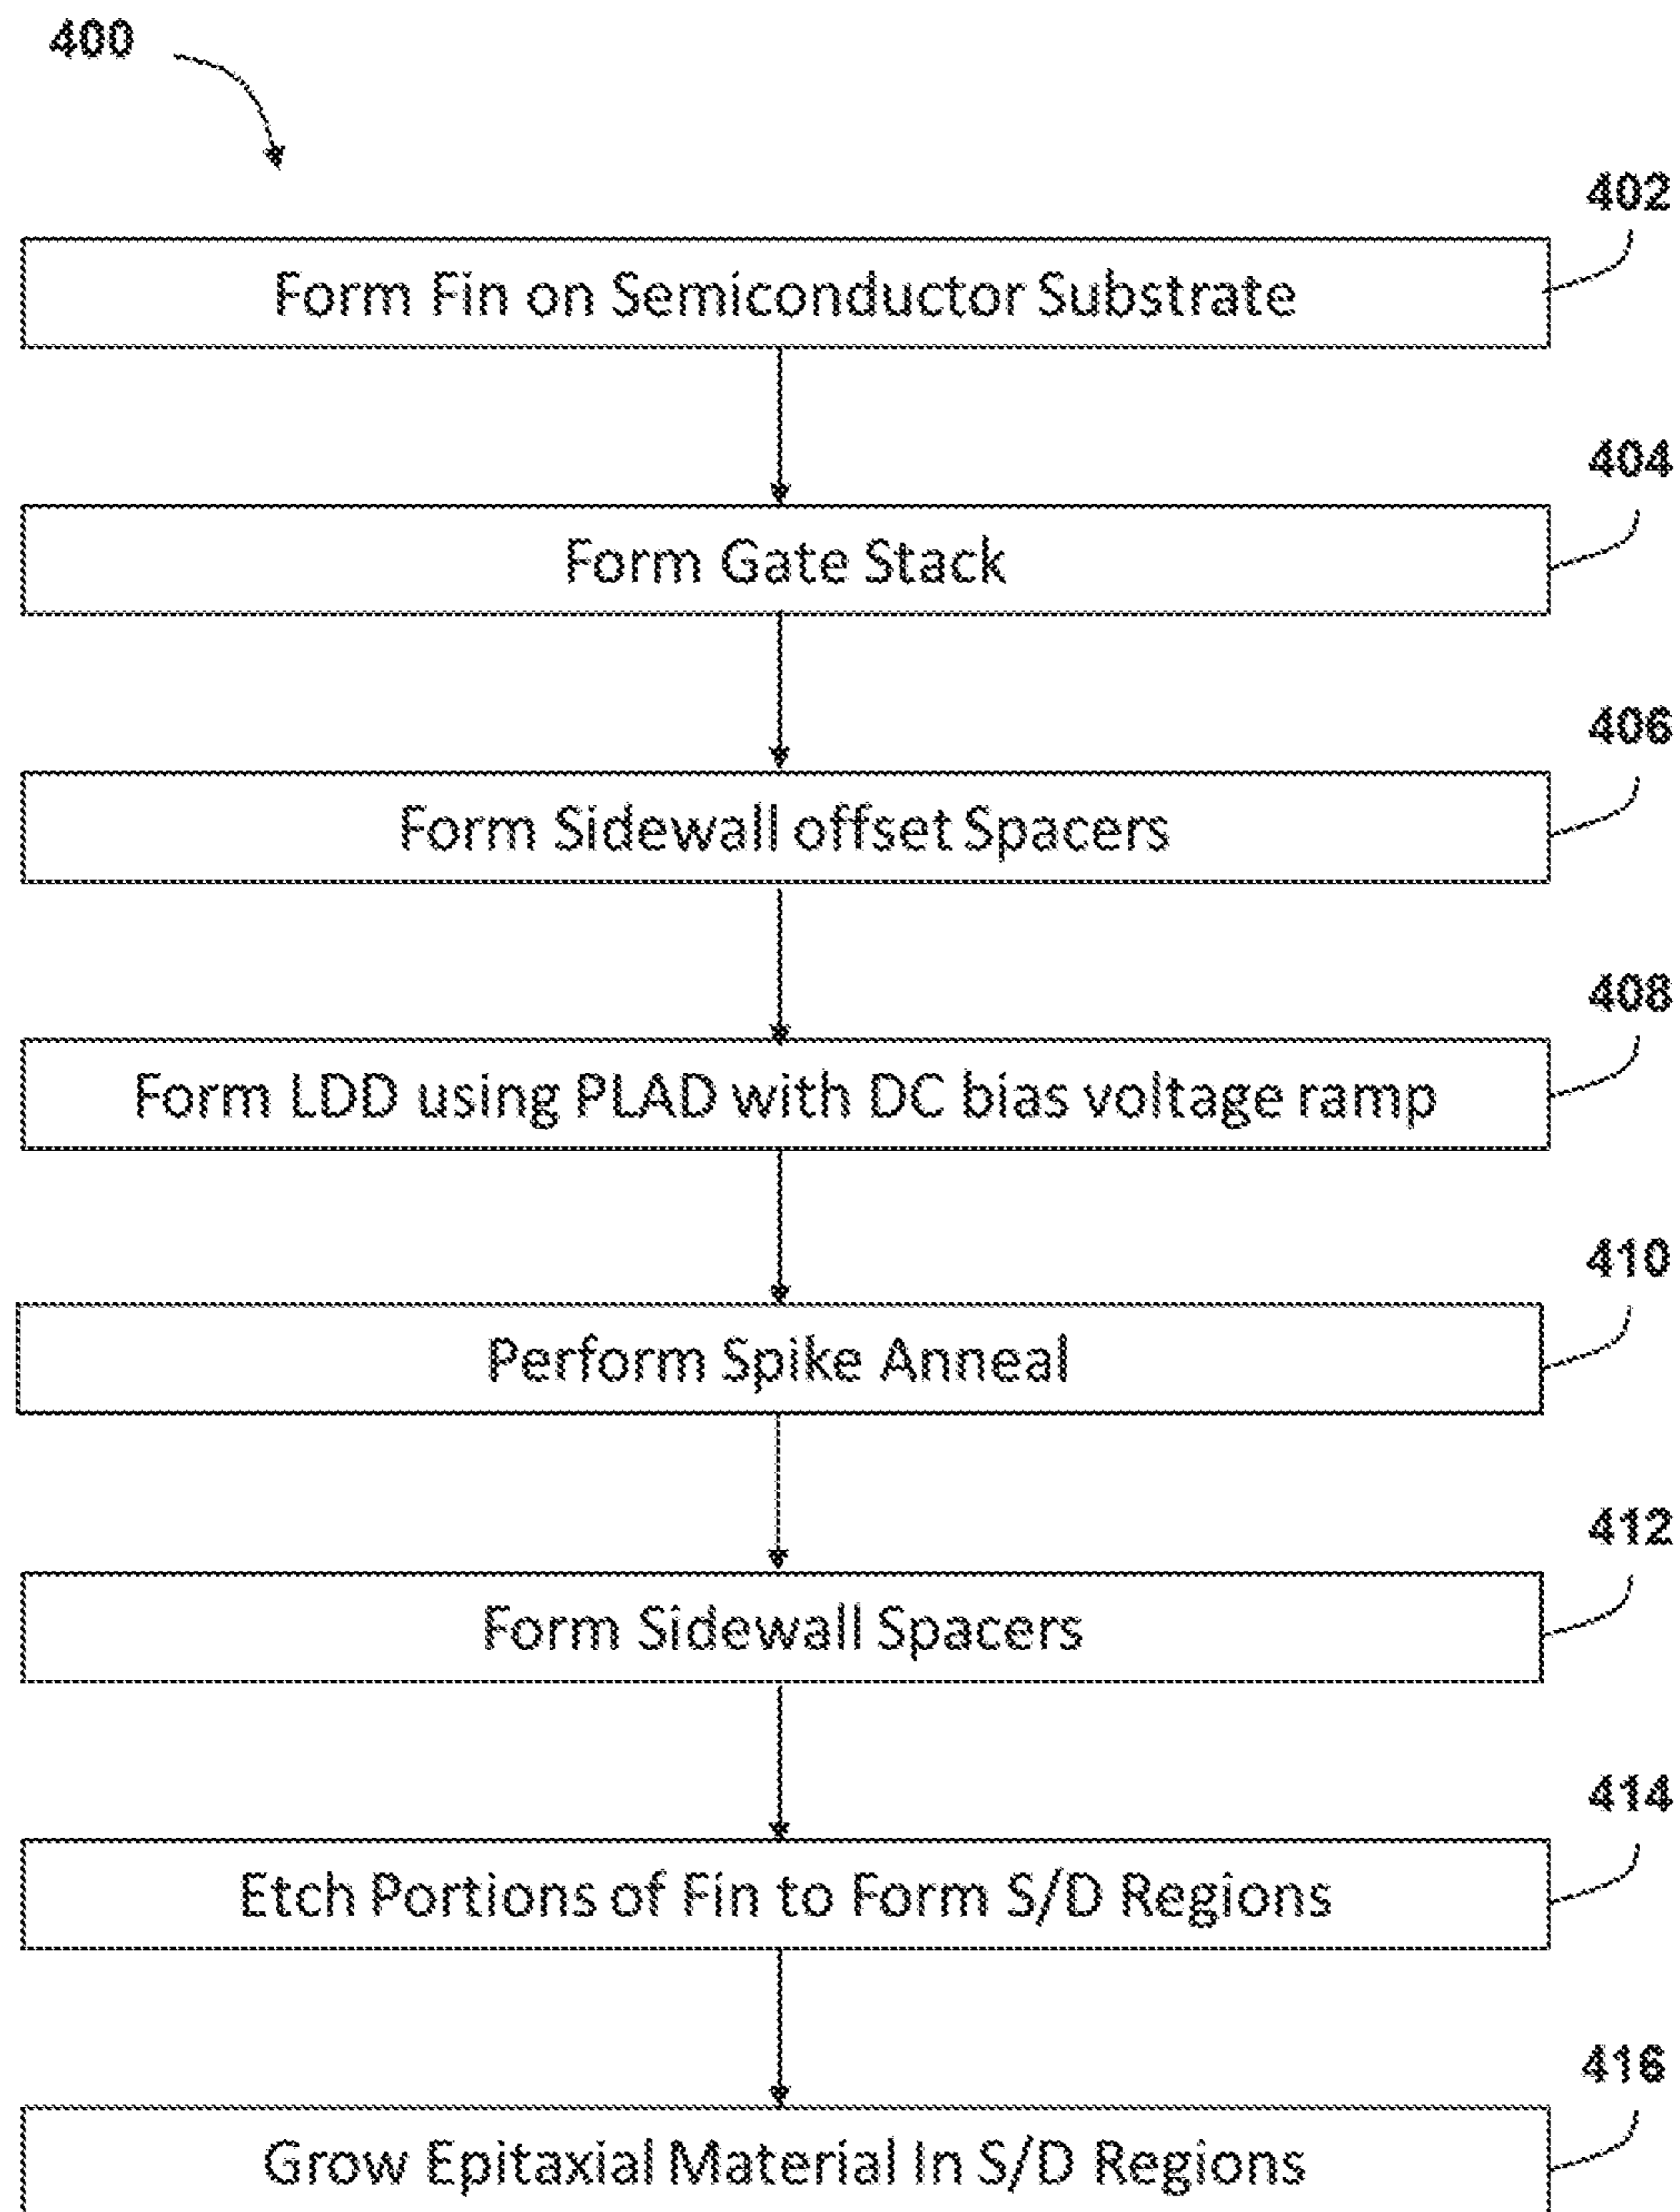 400
402
Form Fin on Semiconductor Substrate
404
Form Gate Stack
406
Form Sidewall offset Spacers
408
Form LDD using PLAD with DC bias voltage ramp
410
Perform Spike Anneal
412
Form Sidewall Spacers
414
Etch Portions of Fin to Form S/D Regions
416
Grow Epitaxial Material In S/D Regions